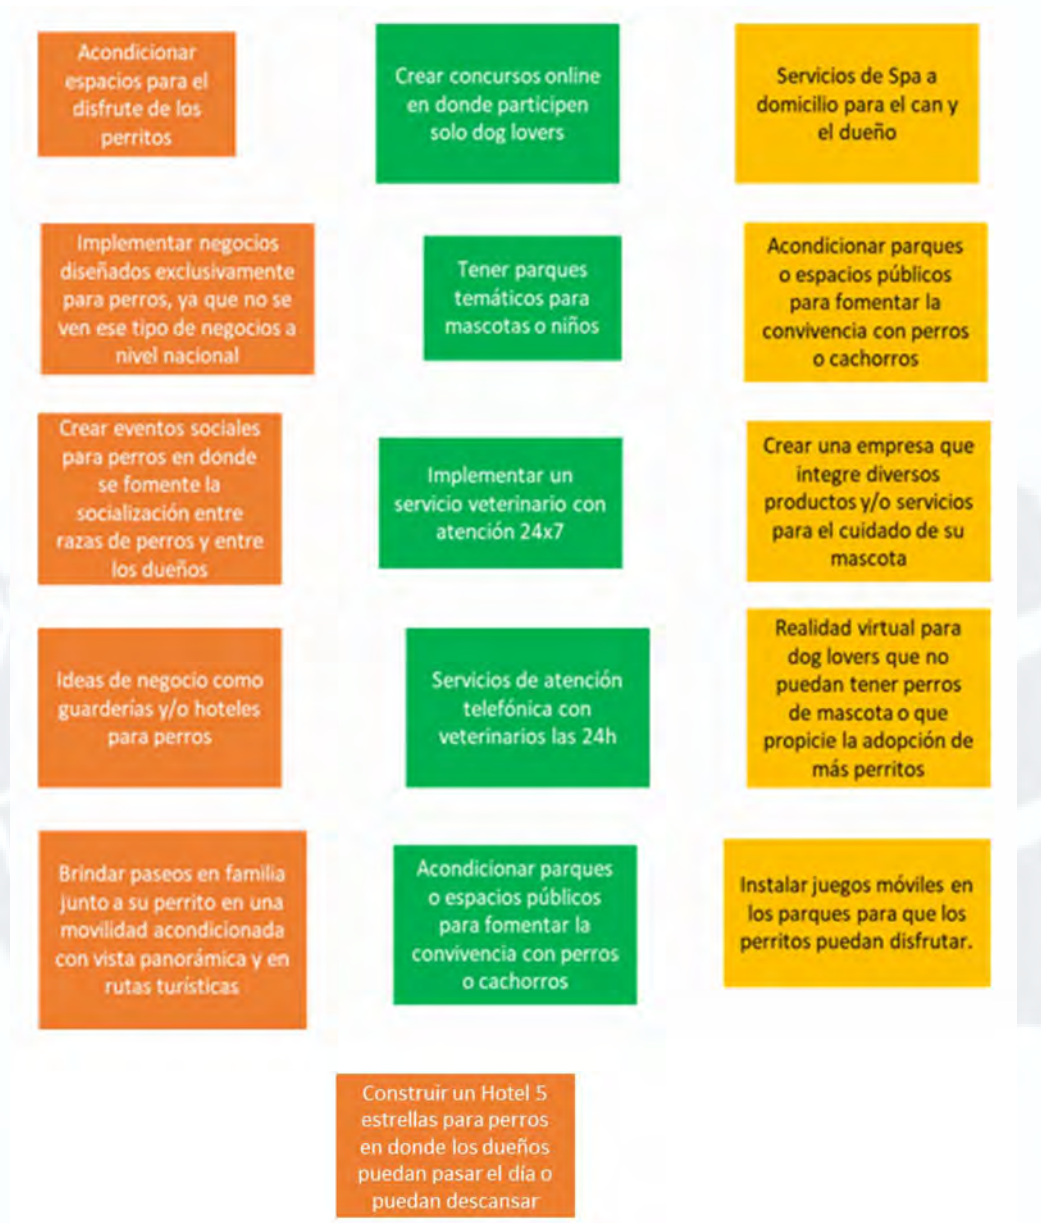 Acondicionar
espacios para el
disfrute de los
perritos
Crear concursos online
en donde participen
solo dog lovers
Servicios de Spa a
domicilio para el can y
el dueño
Implementar negocios
diseñados exclusivamente
para perros, ya que no se
ven ese tipo de negocios a
nivel nacional
Tener parques
temáticos para
mascotas o niños
Acondicionar parques
o espacios públicos
para fomentar la
convivencia con perros
o cachorros
Crear eventos sociales
para perros en donde
se fomente la
socialización entre
razas de perros y entre
los dueños
Implementar un
servicio veterinario con
atención 24x7
Crear una empresa que
integre diversos
productos y/o servicios
para el cuidado de su
mascota
Ideas de negocio como
guarderías y/o hoteles
para perros
Servicios de atención
telefónica con
veterinarios las 24h
Realidad virtual para
dog lovers que no
puedan tener perros
de mascota o que
propicie la adopción de
más perritos
Brindar paseos en familia
junto a su perrito en una
movilidad acondicionada
con vista panorámica y en
rutas turísticas
Acondicionar parques
o espacios públicos
para fomentar la
convivencia con perros
o cachorros
Instalar juegos móviles en
los parques para que los
perritos puedan disfrutar.
Construir un Hotel 5
estrellas para perros
en donde los dueños
puedan pasar el día o
puedan descansar